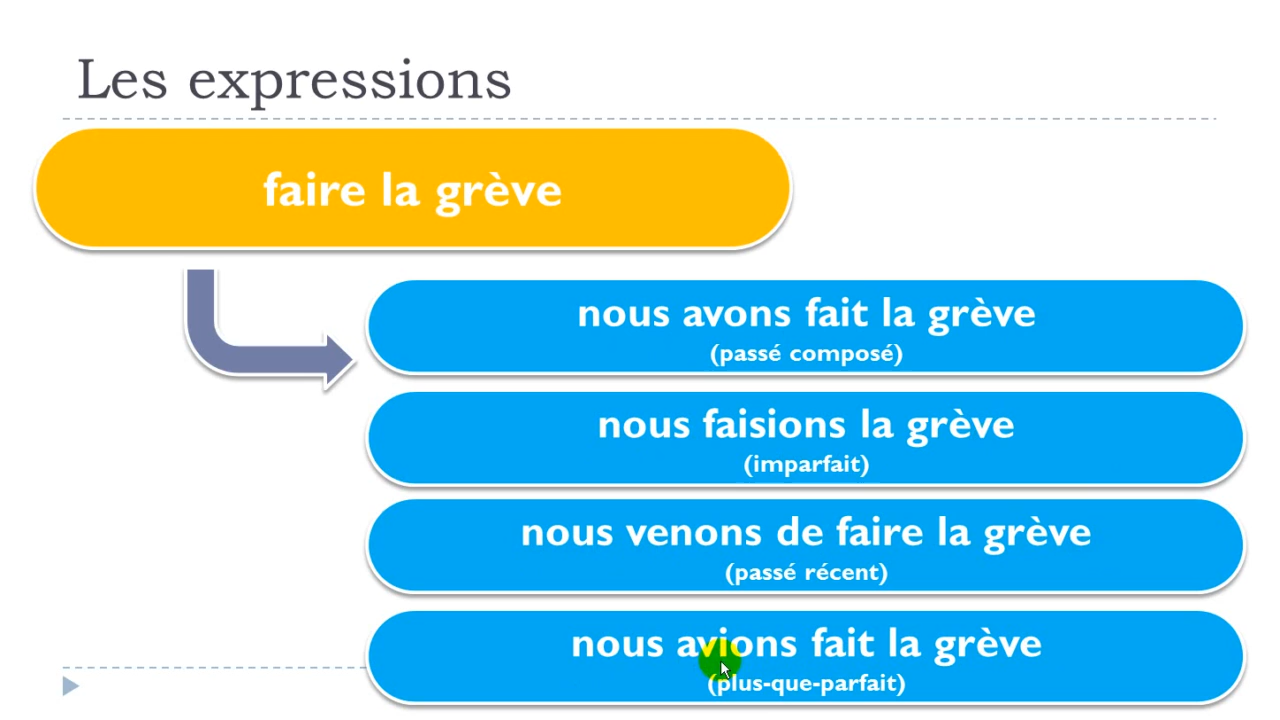 Les expressions
faire la grève
nous avons fait la grève
(passé composé)
nous faisions la grève
(imparfait)
nous venons de faire la grève
(passé récent)
nous avions fait la grève
(plus-que-parfait)